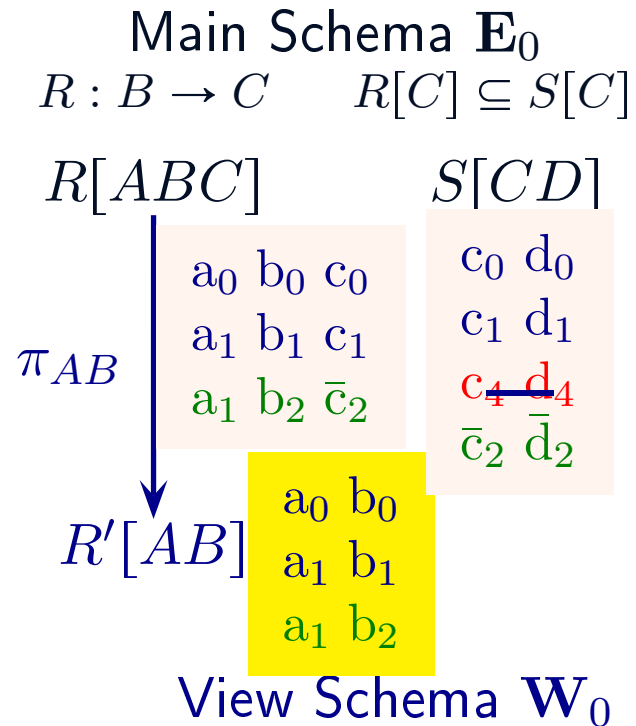 Main Schema E₀
R : B → C R[C] ⊆ S[C]
R[ABC] S[CD]
a₀ b₀ c₀
a₁ b₁ c₁
a₁ b₂ c̄₂
c₀ d₀
c₁ d₁
c₄ d₄
c̄₂ d̄₂
π_AB
R′[AB]
a₀ b₀
a₁ b₁
a₁ b₂
View Schema W₀